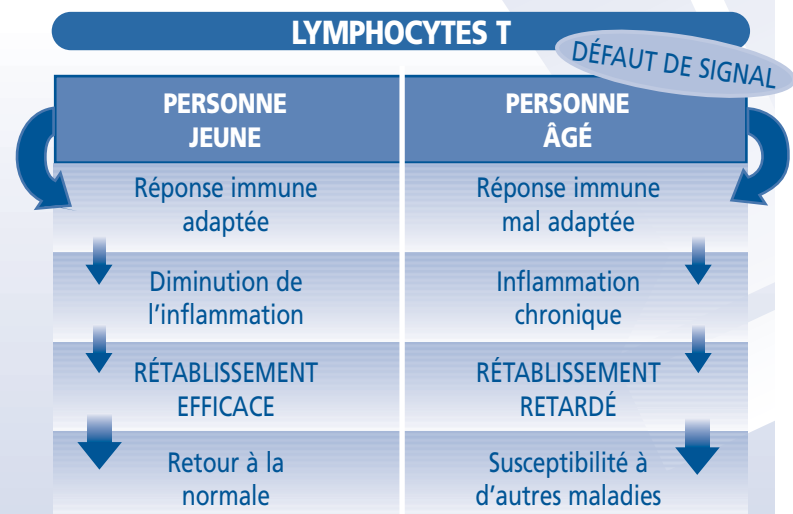 LYMPHOCYTES T
DÉFAUT DE SIGNAL
PERSONNE
JEUNE
Réponse immune
adaptée
Diminution de
l'inflammation
RÉTABLISSEMENT
EFFICACE
Retour à la
normale
PERSONNE
ÂGÉ
Réponse immune
mal adaptée
Inflammation
chronique
RÉTABLISSEMENT
RETARDÉ
Susceptibilité à
d'autres maladies